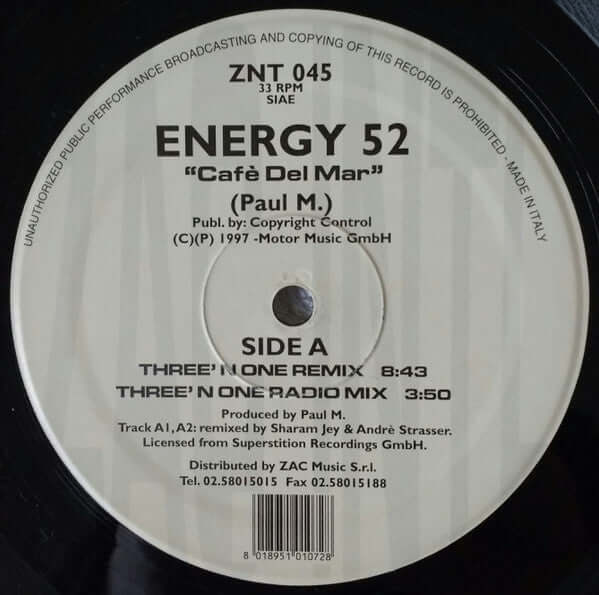 UNAUTHORIZED PUBLIC PERFORMANCE BROADCASTING AND COPYING OF THIS RECORD IS PROHIBITED - MADE IN ITALY
ZNT 045
33 RPM
SIAE
ENERGY 52
"Cafè Del Mar"
(Paul M.)
Publ. by: Copyright Control
(C)(P) 1997 -Motor Music GmbH
SIDE A
THREE' N ONE REMIX 8:43
THREE' N ONE RADIO MIX 3:50
Produced by Paul M.
Track A1,A2: remixed by Sharam Jey & Andrè Strasser.
Licensed from Superstition Recordings GmbH.
Distributed by ZAC Music S.r.l.
Tel. 02.58015015 Fax 02.58015188
8 018951 010728